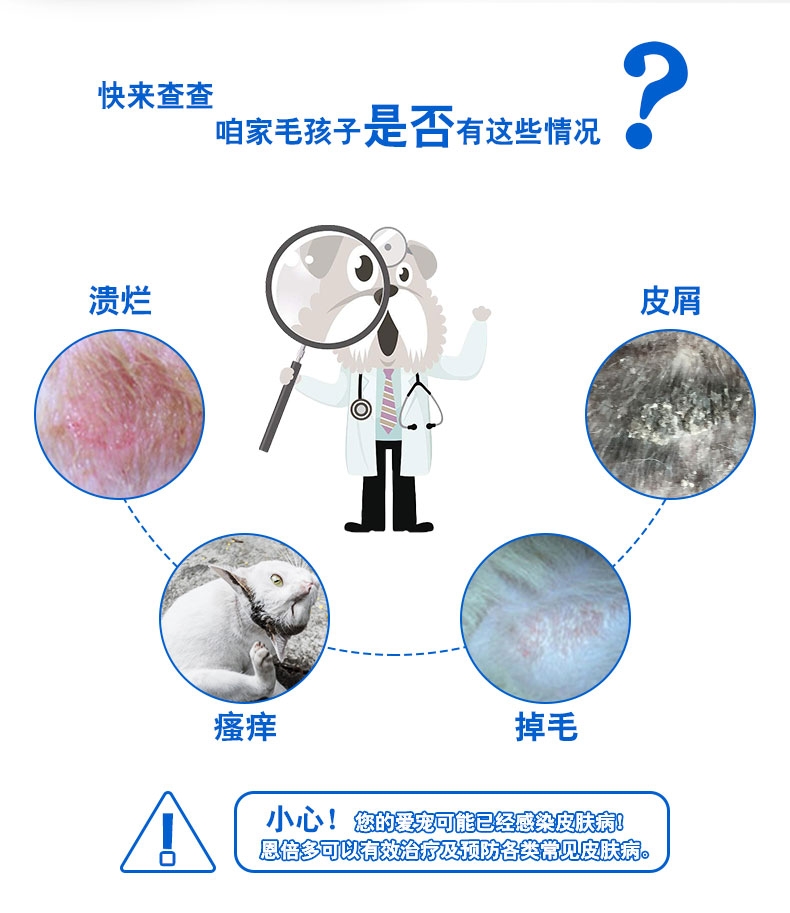 快来查查
咱家毛孩子是否有这些情况?
溃烂
皮屑
瘙痒
掉毛
小心! 您的爱宠可能已经感染皮肤病!
恩倍多可以有效治疗及预防各类常见皮肤病。